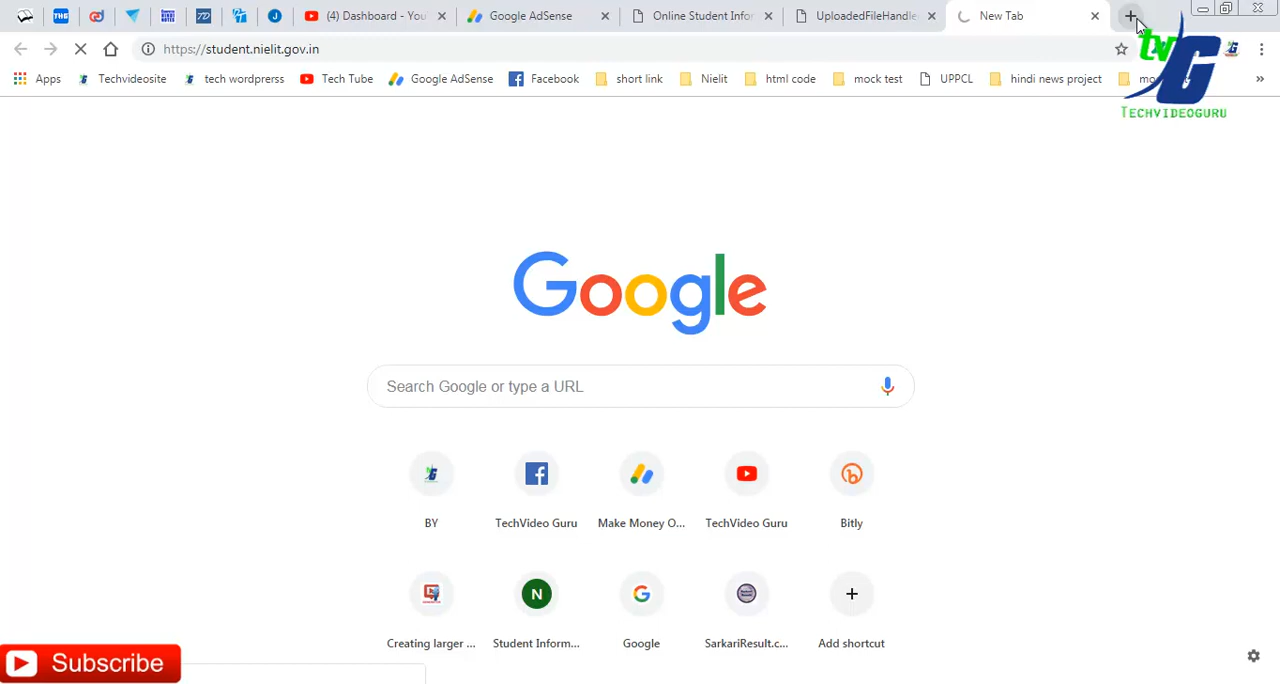 (4) Dashboard - You
Google AdSense
Online Student Infor
UploadedFileHandle
New Tab
https://student.nielit.gov.in
Apps
Techvideosite
tech wordprerss
Tech Tube
Google AdSense
Facebook
short link
Nielit
html code
mock test
UPPCL
hindi news project
tvG
TECHVIDEOGURU
Google
Search Google or type a URL
BY
TechVideo Guru
Make Money O...
TechVideo Guru
Bitly
N
Creating larger ...
Student Inform...
Google
SarkariResult.c...
Add shortcut
Subscribe